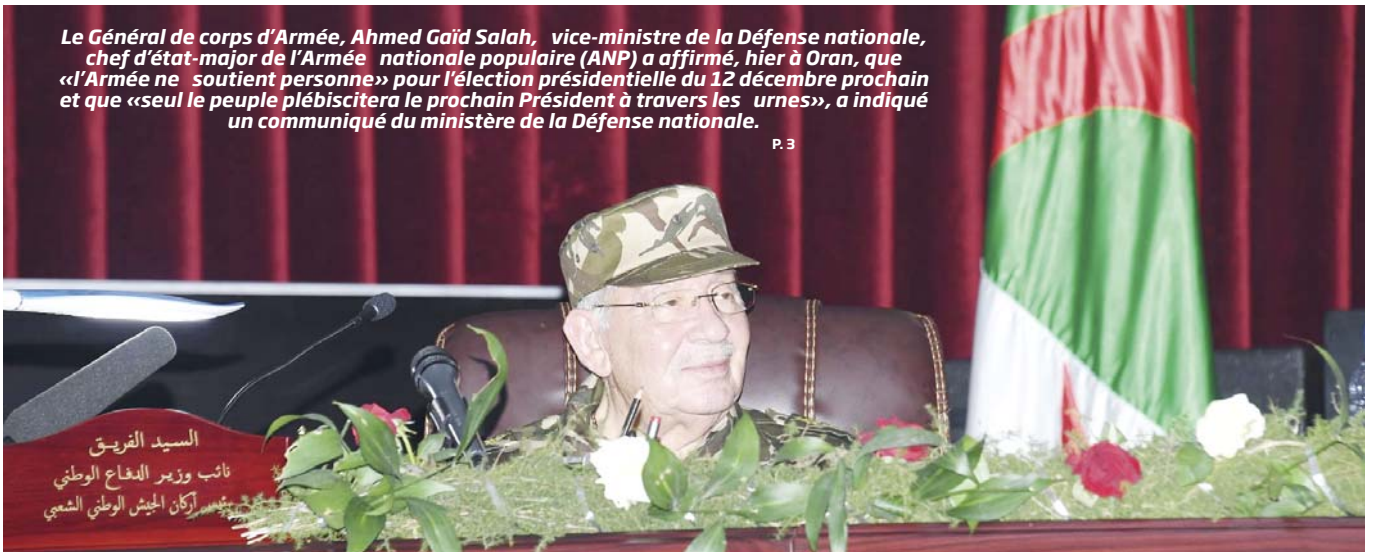 Le Général de corps d'Armée, Ahmed Gaïd Salah, vice-ministre de la Défense nationale,
chef d'état-major de l'Armée nationale populaire (ANP) a affirmé, hier à Oran, que
«l'Armée ne soutient personne» pour l'élection présidentielle du 12 décembre prochain
et que «seul le peuple plébiscitera le prochain Président à travers les urnes», a indiqué
un communiqué du ministère de la Défense nationale.
P. 3
السيد الفريق
نائب وزير الدفاع الوطني
رئيس أركان الجيش الوطني الشعبي